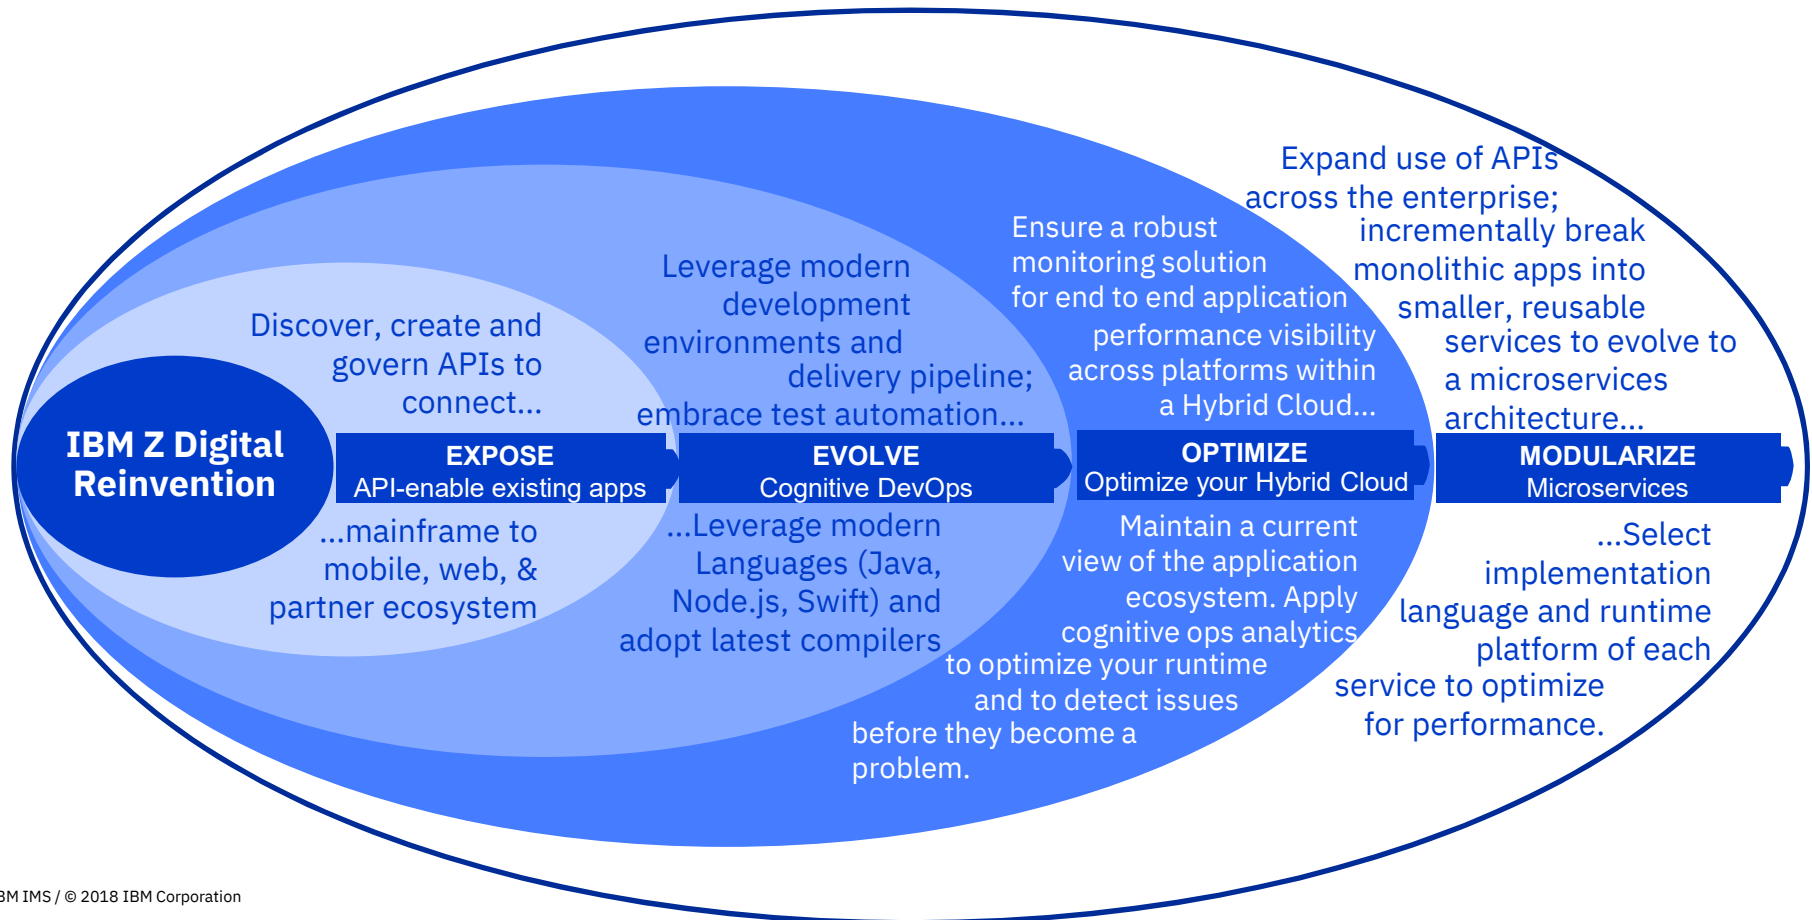 IBM Z Digital
Reinvention
Discover, create and
govern APIs to
connect...
EXPOSE
API-enable existing apps
...mainframe to
mobile, web, &
partner ecosystem
Leverage modern
development
environments and
delivery pipeline;
embrace test automation...
EVOLVE
Cognitive DevOps
...Leverage modern
Languages (Java,
Node.js, Swift) and
adopt latest compilers
Ensure a robust
monitoring solution
for end to end application
performance visibility
across platforms within
a Hybrid Cloud...
OPTIMIZE
Optimize your Hybrid Cloud
Maintain a current
view of the application
ecosystem. Apply
cognitive ops analytics
to optimize your runtime
and to detect issues
before they become a
problem.
Expand use of APIs
across the enterprise;
incrementally break
monolithic apps into
smaller, reusable
services to evolve to
a microservices
architecture...
MODULARIZE
Microservices
...Select
implementation
language and runtime
platform of each
service to optimize
for performance.
BM IMS / © 2018 IBM Corporation